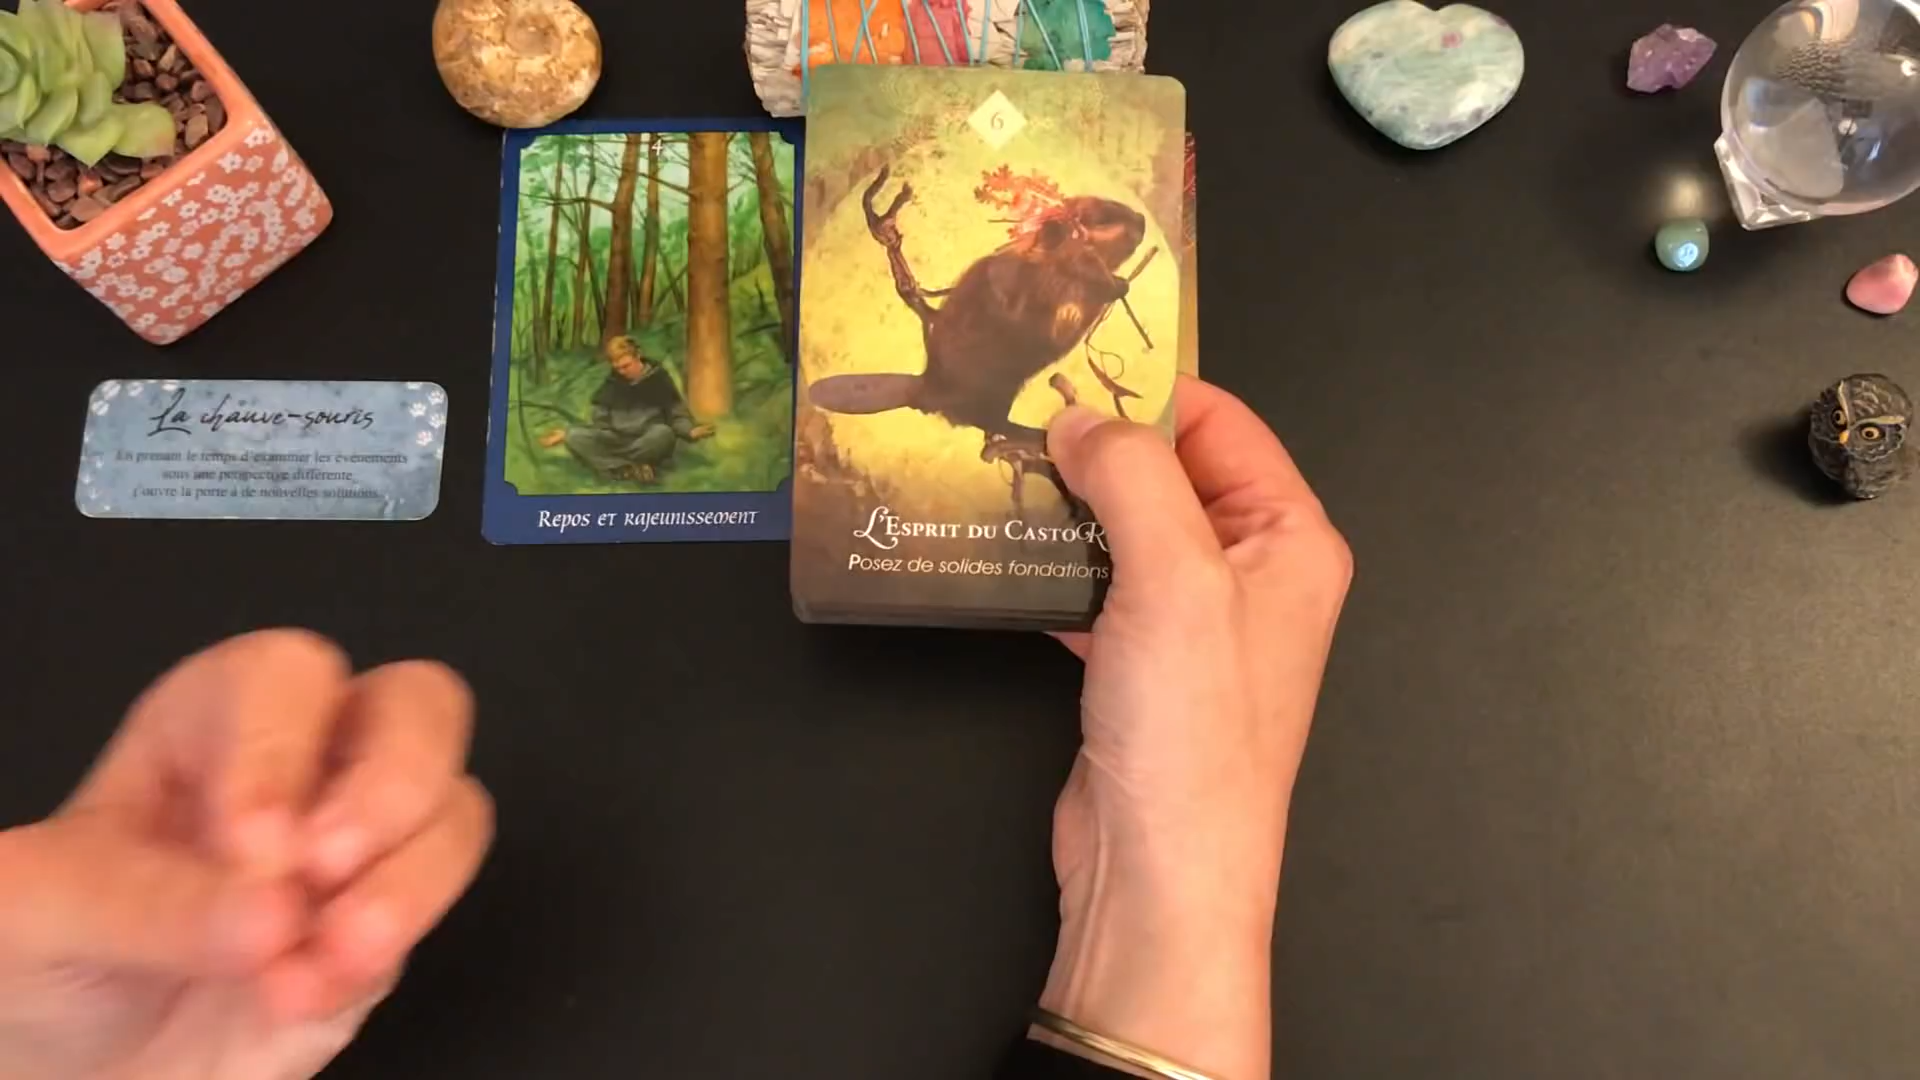 La chauve-souris
En prenant le temps d'examiner les événements
sous une perspective différente,
j'ouvre la porte à de nouvelles solutions.
4
Repos et rajeunissement
6
L'Esprit du Castor
Posez de solides fondations